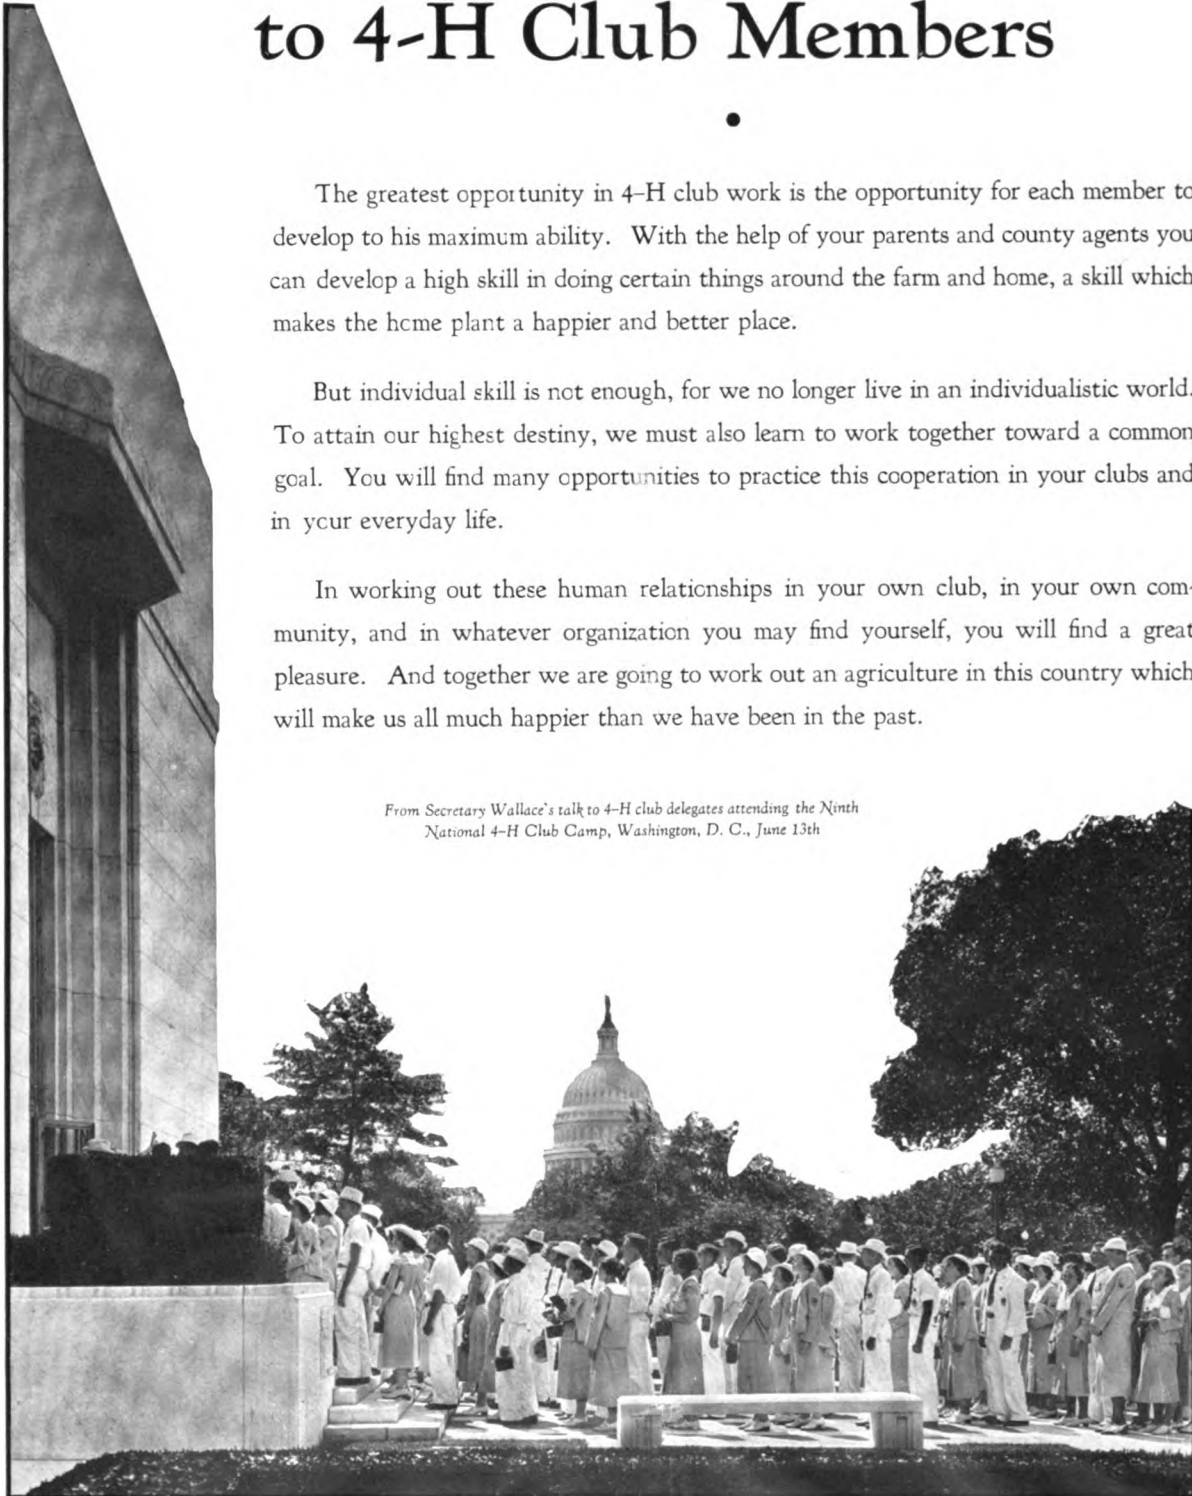 to 4-H Club Members
•
The greatest opportunity in 4-H club work is the opportunity for each member to
develop to his maximum ability. With the help of your parents and county agents you
can develop a high skill in doing certain things around the farm and home, a skill which
makes the home plant a happier and better place.
But individual skill is not enough, for we no longer live in an individualistic world.
To attain our highest destiny, we must also learn to work together toward a common
goal. You will find many opportunities to practice this cooperation in your clubs and
in your everyday life.
In working out these human relationships in your own club, in your own com-
munity, and in whatever organization you may find yourself, you will find a great
pleasure. And together we are going to work out an agriculture in this country which
will make us all much happier than we have been in the past.
From Secretary Wallace's talk to 4-H club delegates attending the Ninth
National 4-H Club Camp, Washington, D. C., June 13th